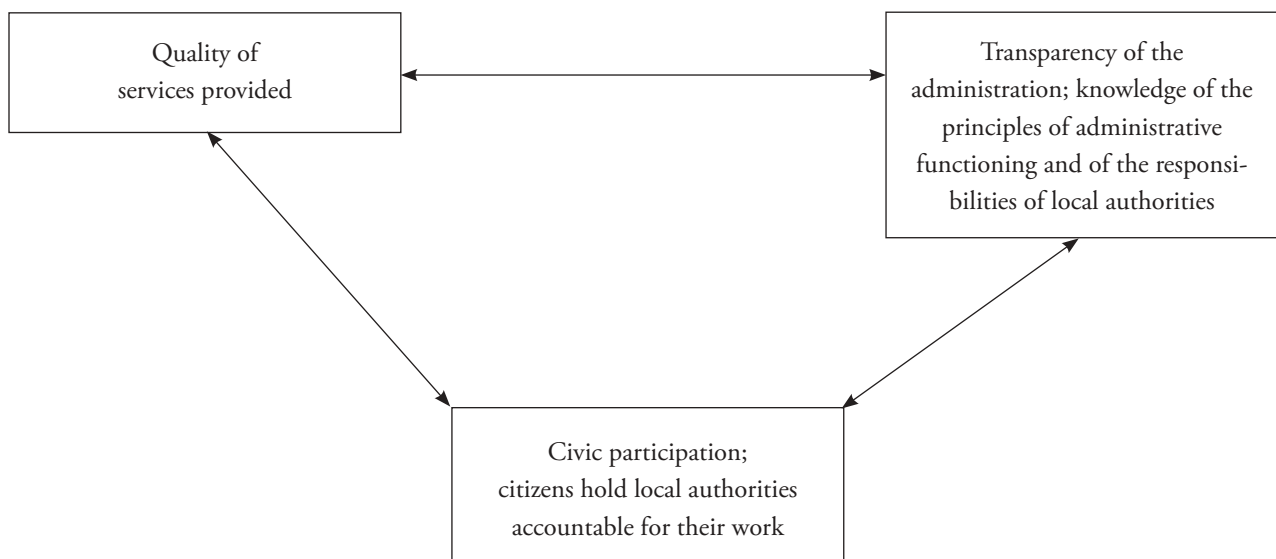 Quality of
services provided
Transparency of the
administration; knowledge of the
principles of administrative
functioning and of the responsi-
bilities of local authorities
Civic participation;
citizens hold local authorities
accountable for their work